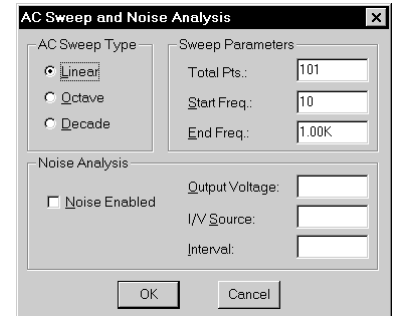 AC Sweep and Noise Analysis
AC Sweep Type
Linear
Octave
Decade
Sweep Parameters
Total Pts.: 101
Start Freq.: 10
End Freq.: 1.00K
Noise Analysis
Noise Enabled
Output Voltage:
I/V Source:
Interval:
OK Cancel